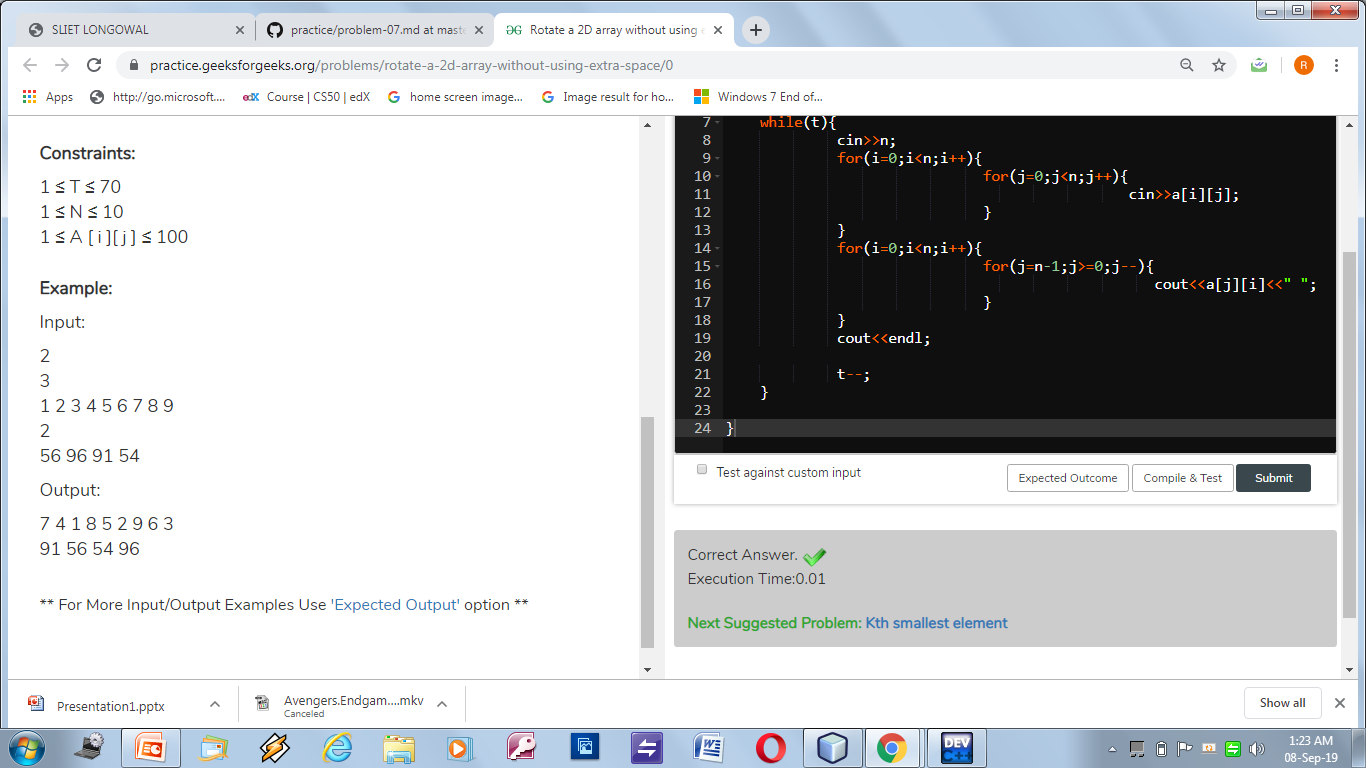 SLIET LONGOWAL
practice/problem-07.md at maste
Rotate a 2D array without using e
practice.geeksforgeeks.org/problems/rotate-a-2d-array-without-using-extra-space/0
R
Apps
http://go.microsoft....
edX Course | CS50 | edX
home screen image...
Image result for ho...
Windows 7 End of...
Constraints:
1 ≤ T ≤ 70
1 ≤ N ≤ 10
1 ≤ A [ i ][ j ] ≤ 100
Example:
Input:
2
3
1 2 3 4 5 6 7 8 9
2
56 96 91 54
Output:
7 4 1 8 5 2 9 6 3
91 56 54 96
** For More Input/Output Examples Use 'Expected Output' option **
7 while(t){
8 cin>>n;
9 for(i=0;i<n;i++){
10 for(j=0;j<n;j++){
11 cin>>a[i][j];
12 }
13 }
14 for(i=0;i<n;i++){
15 for(j=n-1;j>=0;j--){
16 cout<<a[j][i]<<" ";
17 }
18 }
19 cout<<endl;
20
21 t--;
22 }
23
24 }
Test against custom input
Expected Outcome
Compile & Test
Submit
Correct Answer.
Execution Time:0.01
Next Suggested Problem: Kth smallest element
Presentation1.pptx
Avengers.Endgam....mkv
Canceled
Show all
DEV
C++
1:23 AM
08-Sep-19